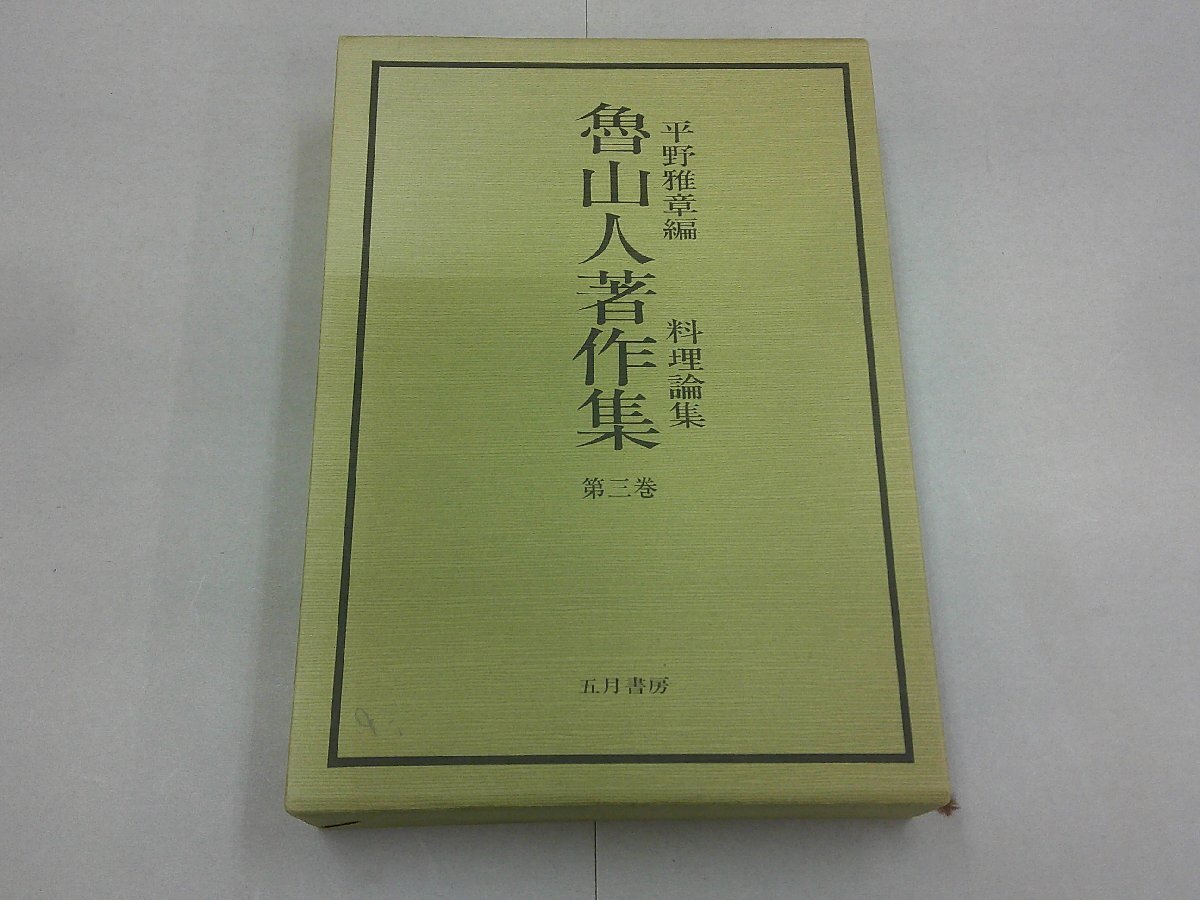 平野雅章編
料理論集
魯山人著作集
第三巻
五月書房